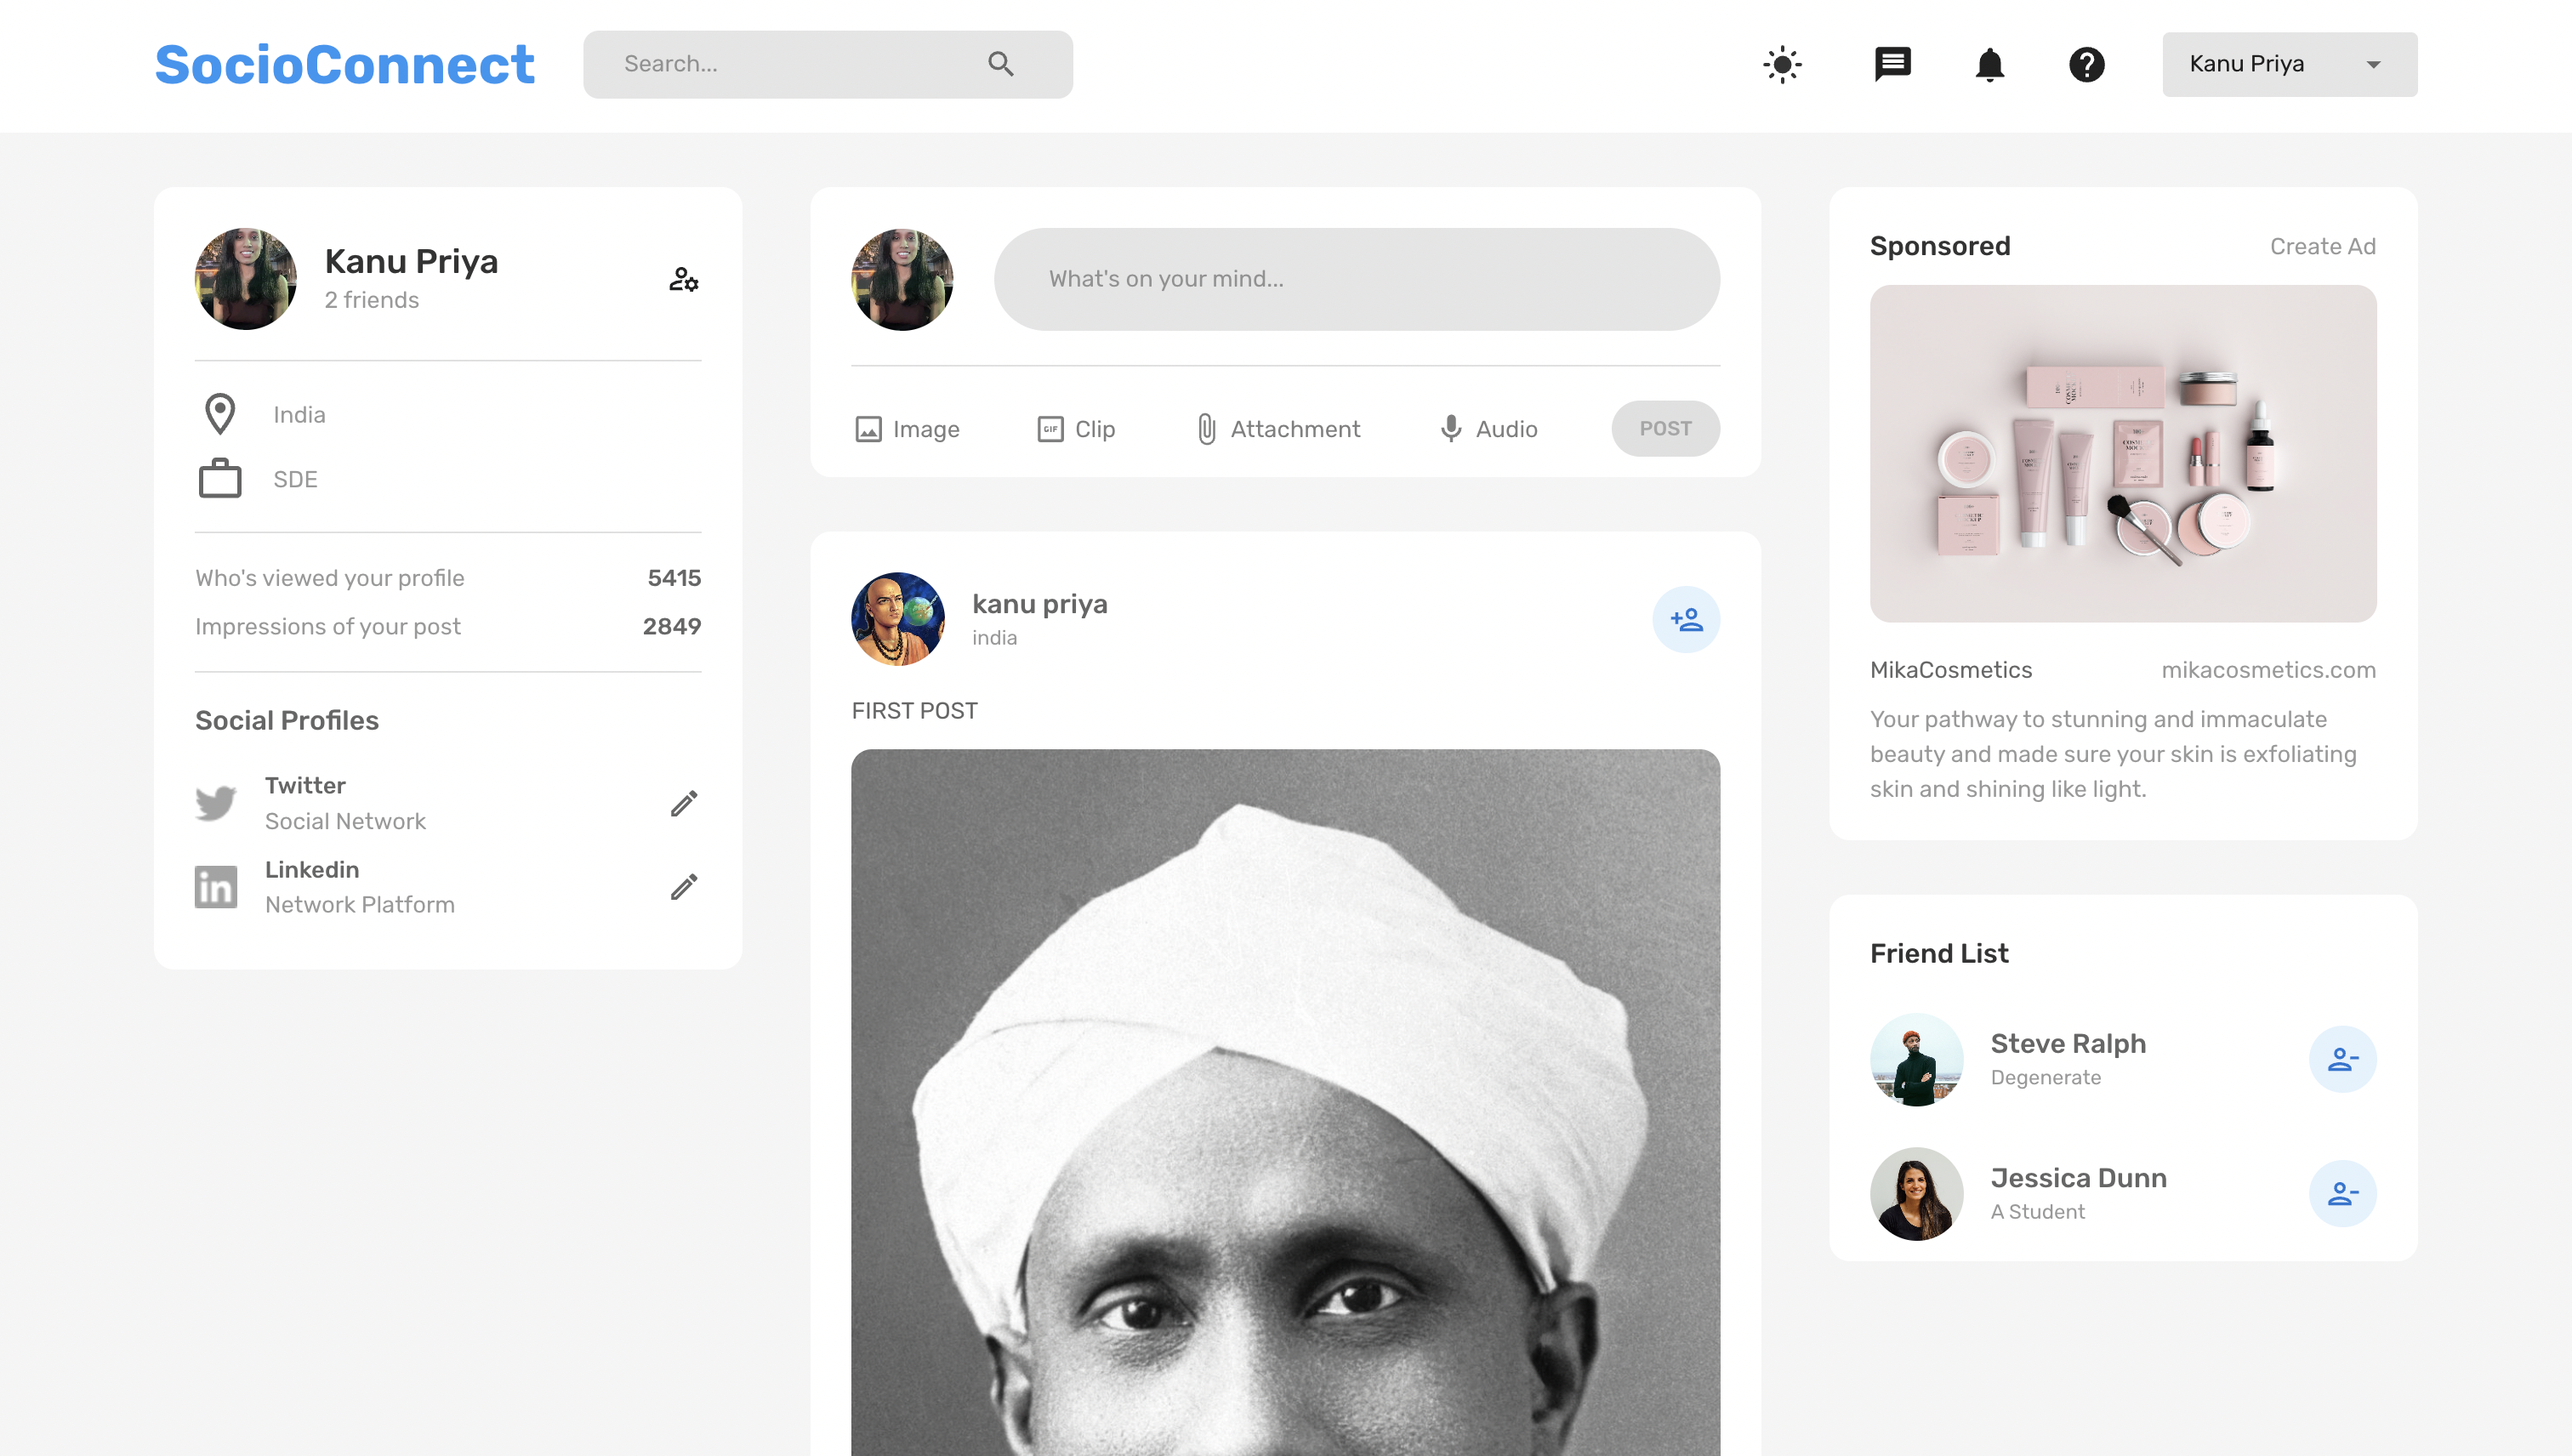 SocioConnect
Search...
Kanu Priya
Kanu Priya
2 friends
India
SDE
Who's viewed your profile 5415
Impressions of your post 2849
Social Profiles
Twitter
Social Network
Linkedin
Network Platform
What's on your mind...
Image
GIF
Clip
Attachment
Audio
POST
kanu priya
india
FIRST POST
Sponsored
Create Ad
MikaCosmetics
mikacosmetics.com
Your pathway to stunning and immaculate
beauty and made sure your skin is exfoliating
skin and shining like light.
Friend List
Steve Ralph
Degenerate
Jessica Dunn
A Student